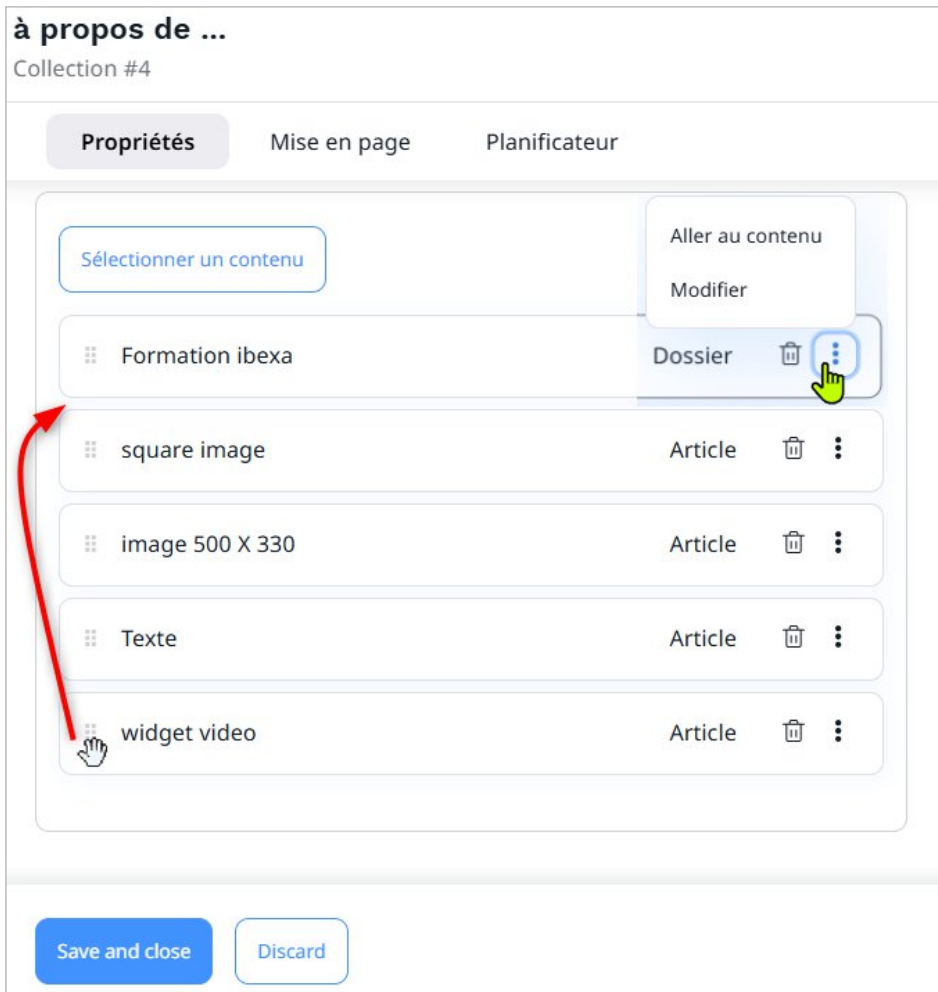 à propos de ...
Collection #4
Propriétés Mise en page Planificateur
Sélectionner un contenu
Aller au contenu
Modifier
Formation ibexa Dossier
square image Article
image 500 X 330 Article
Texte Article
widget video Article
Save and close Discard